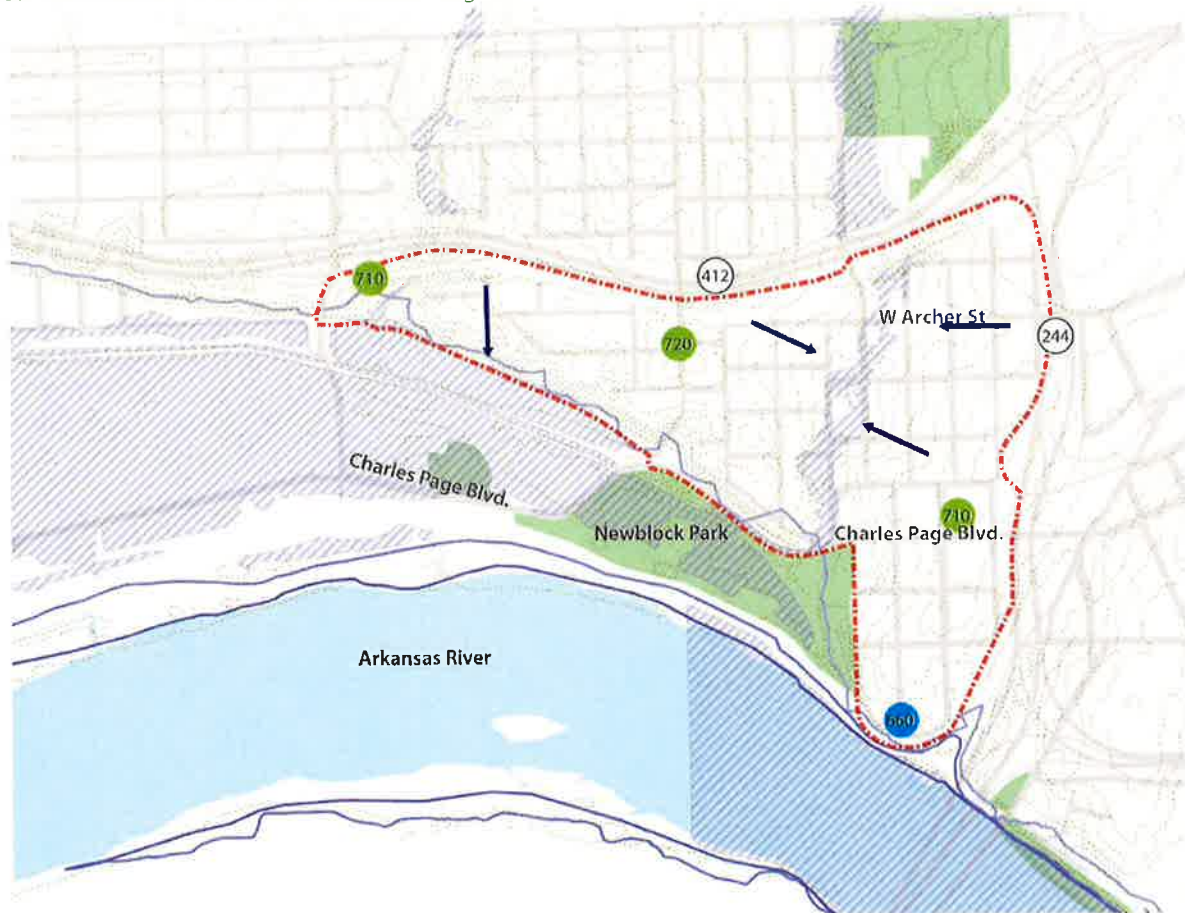 710
412
W Archer St
244
720
Charles Page Blvd.
710
Newblock Park
Charles Page Blvd.
Arkansas River
660